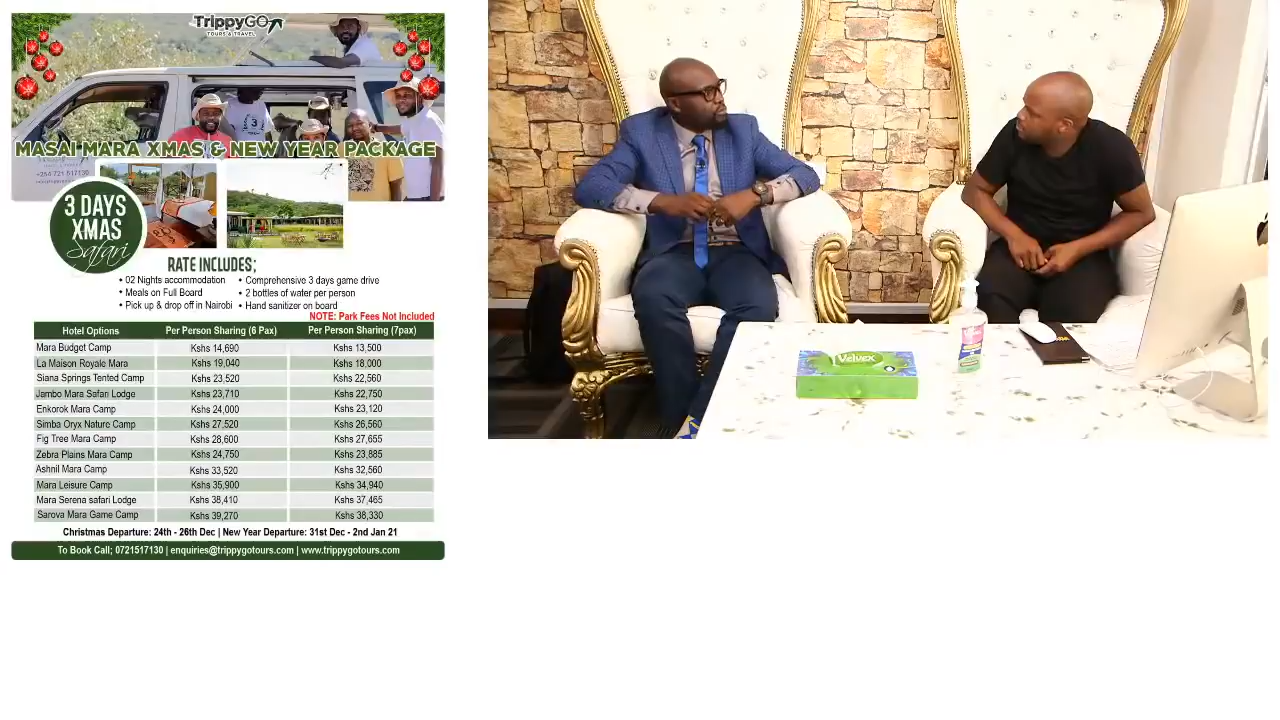 TrippyGO
TOURS & TRAVEL
MASAI MARA XMAS & NEW YEAR PACKAGE
+254 721 517130
3 DAYS
XMAS
Safari
RATE INCLUDES;
• 02 Nights accommodation
• Meals on Full Board
• Pick up & drop off in Nairobi
• Comprehensive 3 days game drive
• 2 bottles of water per person
• Hand sanitizer on board
NOTE: Park Fees Not Included
Hotel Options Per Person Sharing (6 Pax) Per Person Sharing (7pax)
Mara Budget Camp Kshs 14,690 Kshs 13,500
La Maison Royale Mara Kshs 19,040 Kshs 18,000
Siana Springs Tented Camp Kshs 23,520 Kshs 22,560
Jambo Mara Safari Lodge Kshs 23,710 Kshs 22,750
Enkorok Mara Camp Kshs 24,000 Kshs 23,120
Simba Oryx Nature Camp Kshs 27,520 Kshs 26,560
Fig Tree Mara Camp Kshs 28,600 Kshs 27,655
Zebra Plains Mara Camp Kshs 24,750 Kshs 23,885
Ashnil Mara Camp Kshs 33,520 Kshs 32,560
Mara Leisure Camp Kshs 35,900 Kshs 34,940
Mara Serena safari Lodge Kshs 38,410 Kshs 37,465
Sarova Mara Game Camp Kshs 39,270 Kshs 38,330
Christmas Departure: 24th - 26th Dec | New Year Departure: 31st Dec - 2nd Jan 21
To Book Call; 0721517130 | enquiries@trippygotours.com | www.trippygotours.com
Velvex